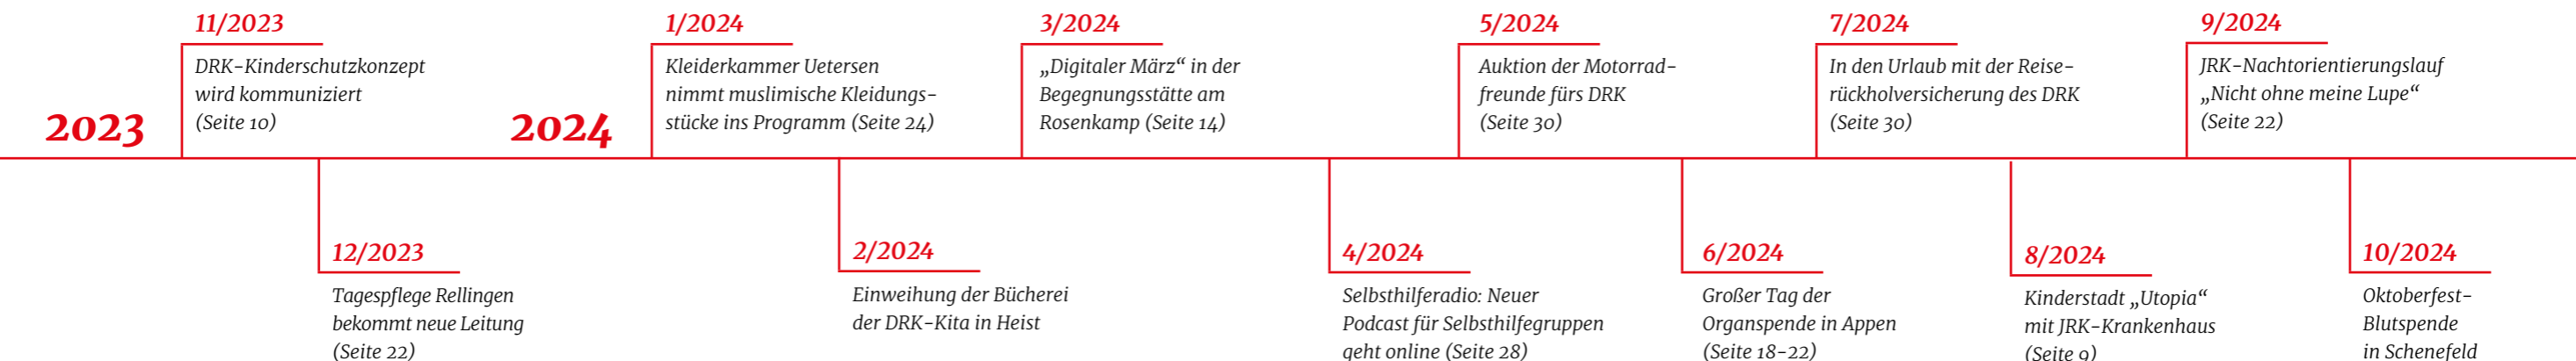 2023
11/2023
DRK-Kinderschutzkonzept
wird kommuniziert
(Seite 10)
12/2023
Tagespflege Rellingen
bekommt neue Leitung
(Seite 22)
2024
1/2024
Kleiderkammer Uetersen
nimmt muslimische Kleidungs-
stücke ins Programm (Seite 24)
2/2024
Einweihung der Bücherei
der DRK-Kita in Heist
3/2024
„Digitaler März“ in der
Begegnungsstätte am
Rosenkamp (Seite 14)
4/2024
Selbsthilferadio: Neuer
Podcast für Selbsthilfegruppen
geht online (Seite 28)
5/2024
Auktion der Motorrad-
freunde fürs DRK
(Seite 30)
6/2024
Großer Tag der
Organspende in Appen
(Seite 18-22)
7/2024
In den Urlaub mit der Reise-
rückholversicherung des DRK
(Seite 30)
8/2024
Kinderstadt „Utopia“
mit JRK-Krankenhaus
(Seite 9)
9/2024
JRK-Nachtorientierungslauf
„Nicht ohne meine Lupe“
(Seite 22)
10/2024
Oktoberfest-
Blutspende
in Schenefeld